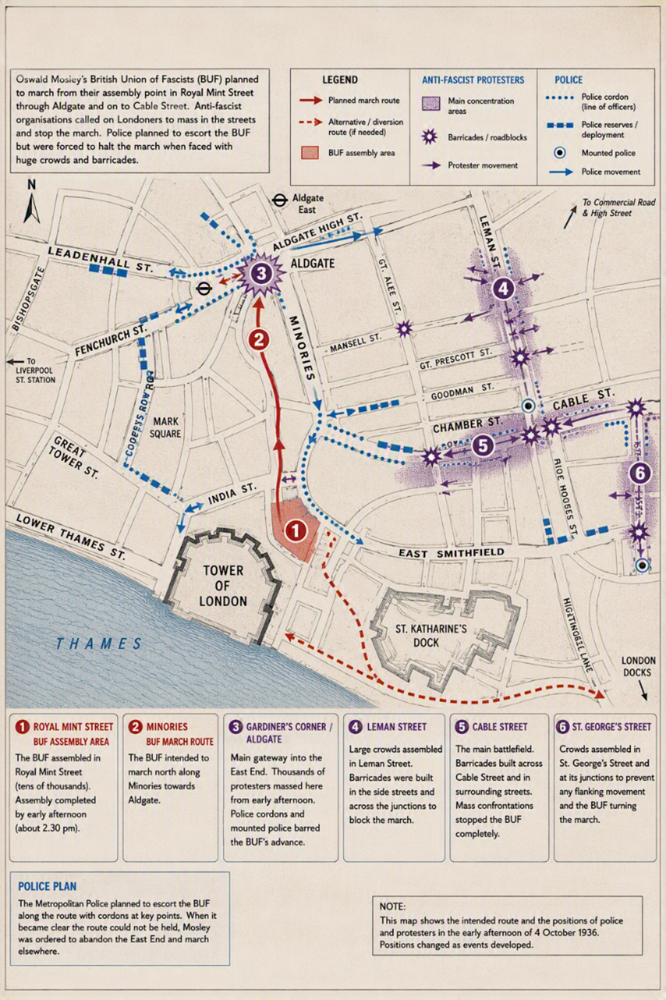 Oswald Mosley's British Union of Fascists (BUF) planned
to march from their assembly point in Royal Mint Street
through Aldgate and on to Cable Street. Anti-fascist
organisations called on Londoners to mass in the streets
and stop the march. Police planned to escort the BUF
but were forced to halt the march when faced with
huge crowds and barricades.
LEGEND
Planned march route
Alternative / diversion
route (if needed)
BUF assembly area
ANTI-FASCIST PROTESTERS
Main concentration
areas
Barricades / roadblocks
Protester movement
POLICE
Police cordon
(line of officers)
Police reserves /
deployment
Mounted police
Police movement
N
Aldgate
East
To Commercial Road
& High Street
ALDGATE HIGH ST.
LEMAN ST.
LEADENHALL ST.
ALDGATE
3
BISHOPSGATE
GT. ALEE ST.
4
FENCHURCH ST.
2
MINORIES
MANSELL ST.
To
LIVERPOOL
ST. STATION
GT. PRESCOTT ST.
GOODMAN ST.
CABLE ST.
MARK
SQUARE
CHAMBER ST.
5
GREAT
TOWER ST.
6
INDIA ST.
RIDE HOOSES ST.
LOWER THAMES ST.
1
EAST SMITHFIELD
TOWER
OF
LONDON
ST. KATHARINE'S
DOCK
THAMES
LANE
LONDON
DOCKS
1 ROYAL MINT STREET
BUF ASSEMBLY AREA
The BUF assembled in
Royal Mint Street
(tens of thousands).
Assembly completed
by early afternoon
(about 2.30 pm).
2 MINORIES
BUF MARCH ROUTE
The BUF intended to
march north along
Minories towards
Aldgate.
3 GARDINER'S CORNER /
ALDGATE
Main gateway into the
East End. Thousands of
protesters massed here
from early afternoon.
Police cordons and
mounted police barred
the BUF's advance.
4 LEMAN STREET
Large crowds assembled
in Leman Street.
Barricades were built
in the side streets and
across the junctions to
block the march.
5 CABLE STREET
The main battlefield.
Barricades built across
Cable Street and in
surrounding streets.
Mass confrontations
stopped the BUF
completely.
6 ST. GEORGE'S STREET
Crowds assembled in
St. George's Street and
at its junctions to prevent
any flanking movement
and the BUF turning
the march.
POLICE PLAN
The Metropolitan Police planned to escort the BUF
along the route with cordons at key points. When it
became clear the route could not be held, Mosley
was ordered to abandon the East End and march
elsewhere.
NOTE:
This map shows the intended route and the positions of police
and protesters in the early afternoon of 4 October 1936.
Positions changed as events developed.